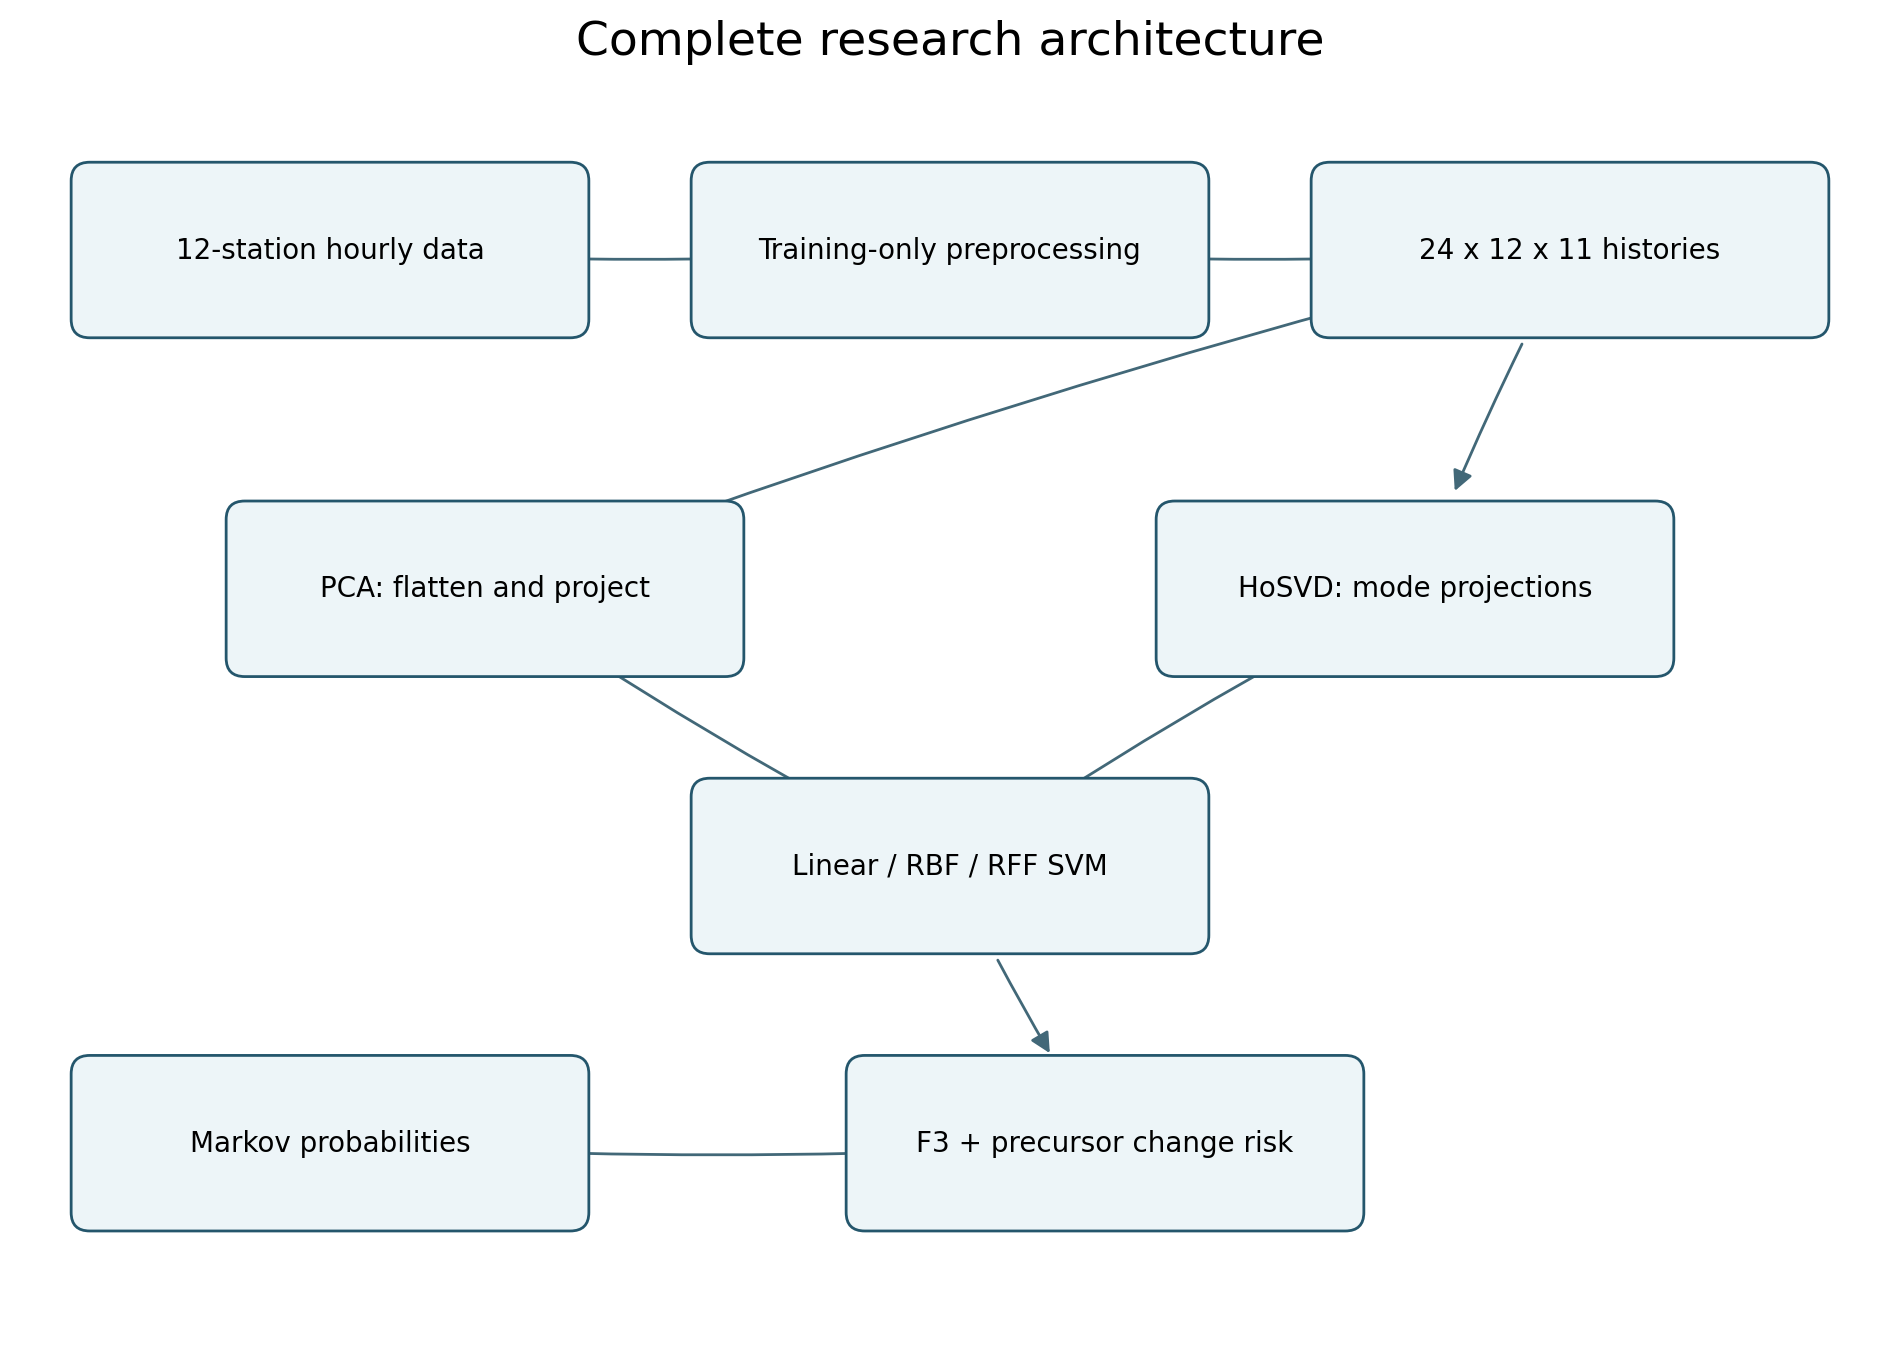 Complete research architecture
12-station hourly data
Training-only preprocessing
24 x 12 x 11 histories
PCA: flatten and project
HoSVD: mode projections
Linear / RBF / RFF SVM
Markov probabilities
F3 + precursor change risk